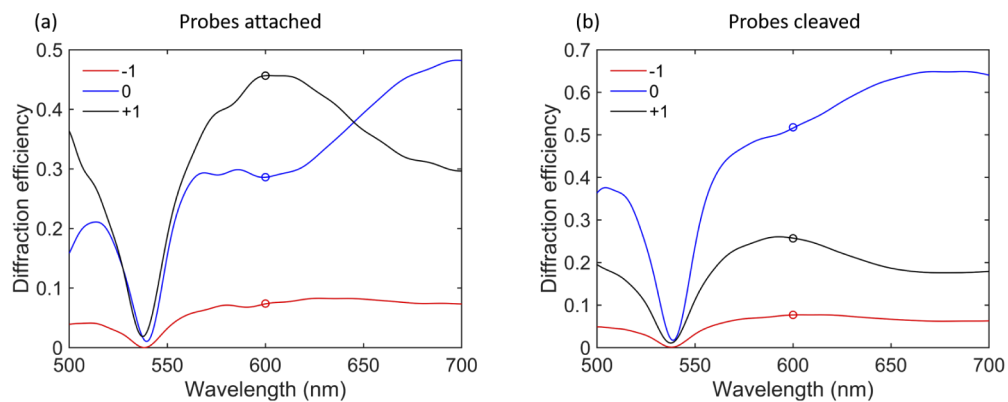 (a) Probes attached
0.5
0.4
0.3
0.2
0.1
0
Diffraction efficiency
-1
0
+1
500 550 600 650 700
Wavelength (nm)
(b) Probes cleaved
0.7
0.6
0.5
0.4
0.3
0.2
0.1
0
Diffraction efficiency
-1
0
+1
500 550 600 650 700
Wavelength (nm)